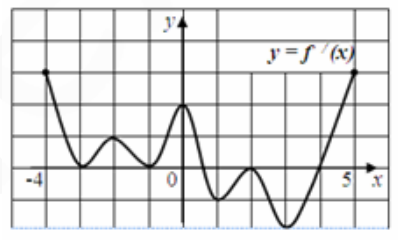 y
y = f ′(x)
-4 0 5 x